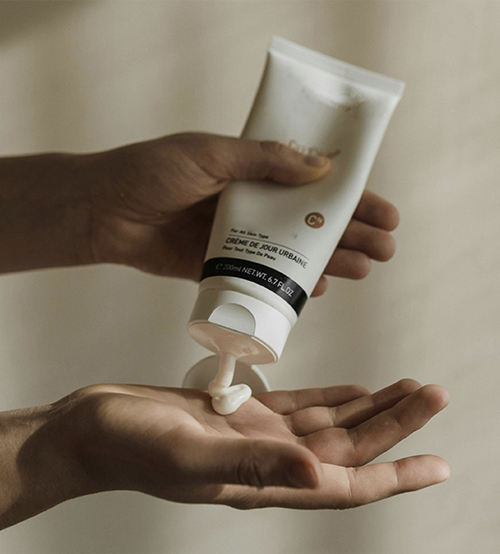 CN
For All Skin Type
CRÈME DE JOUR URBAINE
Pour Tout Type De Peau
℮ 200ml NET.WT. 6.7 FL.OZ